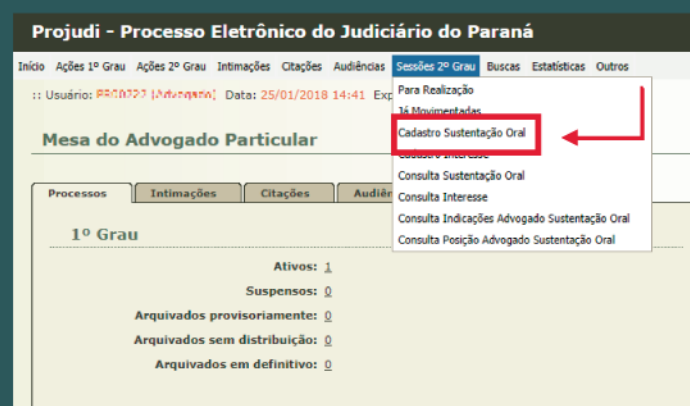 Projudi - Processo Eletrônico do Judiciário do Paraná
Início Ações 1º Grau Ações 2º Grau Intimações Citações Audiências Sessões 2º Grau Buscas Estatísticas Outros
:: Usuário: Data: 25/01/2018 14:41 Exp
Para Realização
Já Movimentadas
Cadastro Sustentação Oral
Cadastro Interesse
Consulta Sustentação Oral
Consulta Interesse
Consulta Indicações Advogado Sustentação Oral
Consulta Posição Advogado Sustentação Oral
Mesa do Advogado Particular
Processos Intimações Citações Audiên
1º Grau
Ativos: 1
Suspensos: 0
Arquivados provisoriamente: 0
Arquivados sem distribuição: 0
Arquivados em definitivo: 0